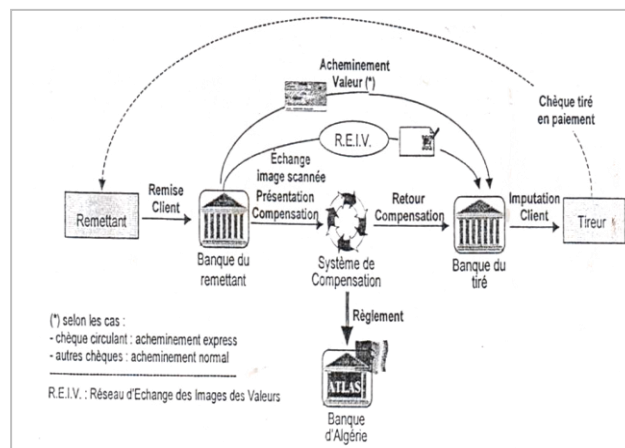 Acheminement
Valeur (*)
Chèque tiré
en paiement
R.E.I.V.
Échange
image scannée
Remise
Client
Présentation
Compensation
Retour
Compensation
Imputation
Client
Remettant
Tireur
Banque du
remettant
Système de
Compensation
Banque du
tiré
Règlement
(*) selon les cas :
- chèque circulant : acheminement express
- autres chèques : acheminement normal
R.E.I.V. : Réseau d'Echange des Images des Valeurs
ATLAS
Banque
d'Algérie